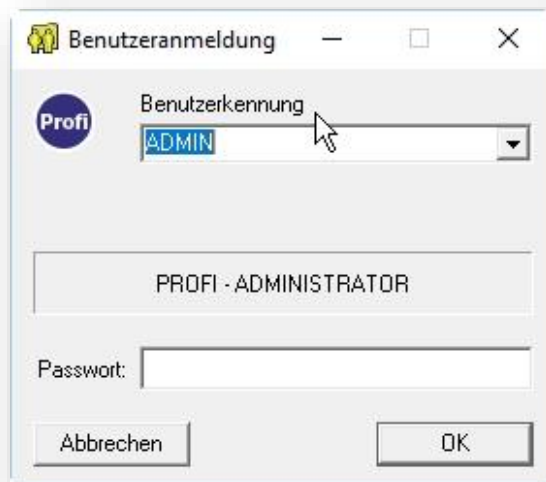 Benutzeranmeldung
Profi
Benutzerkennung
ADMIN
PROFI - ADMINISTRATOR
Passwort:
Abbrechen
OK